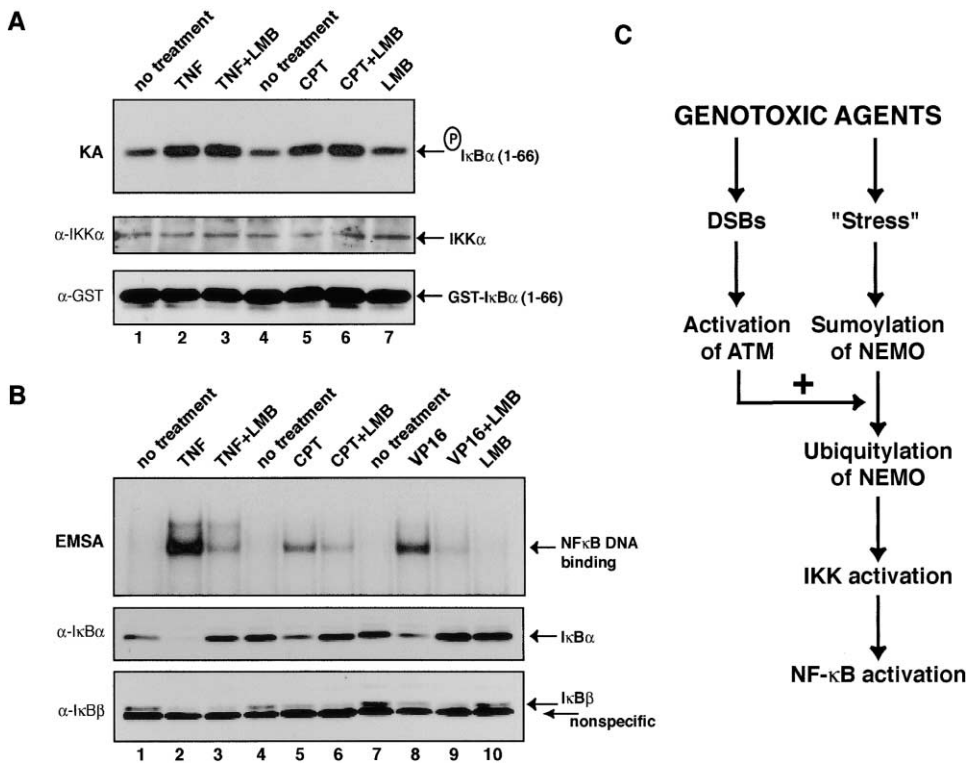 A
no treatment
TNF
TNF+LMB
no treatment
CPT
CPT+LMB
LMB
KA
P
IκBα (1-66)
α-IKKα
IKKα
α-GST
GST-IκBα (1-66)
1 2 3 4 5 6 7
B
no treatment
TNF
TNF+LMB
no treatment
CPT
CPT+LMB
no treatment
VP16
VP16+LMB
LMB
EMSA
NFκB DNA
binding
α-IκBα
IκBα
α-IκBβ
IκBβ
nonspecific
1 2 3 4 5 6 7 8 9 10
C
GENOTOXIC AGENTS
DSBs "Stress"
Activation
of ATM
Sumoylation
of NEMO
+
Ubiquitylation
of NEMO
IKK activation
NF-κB activation